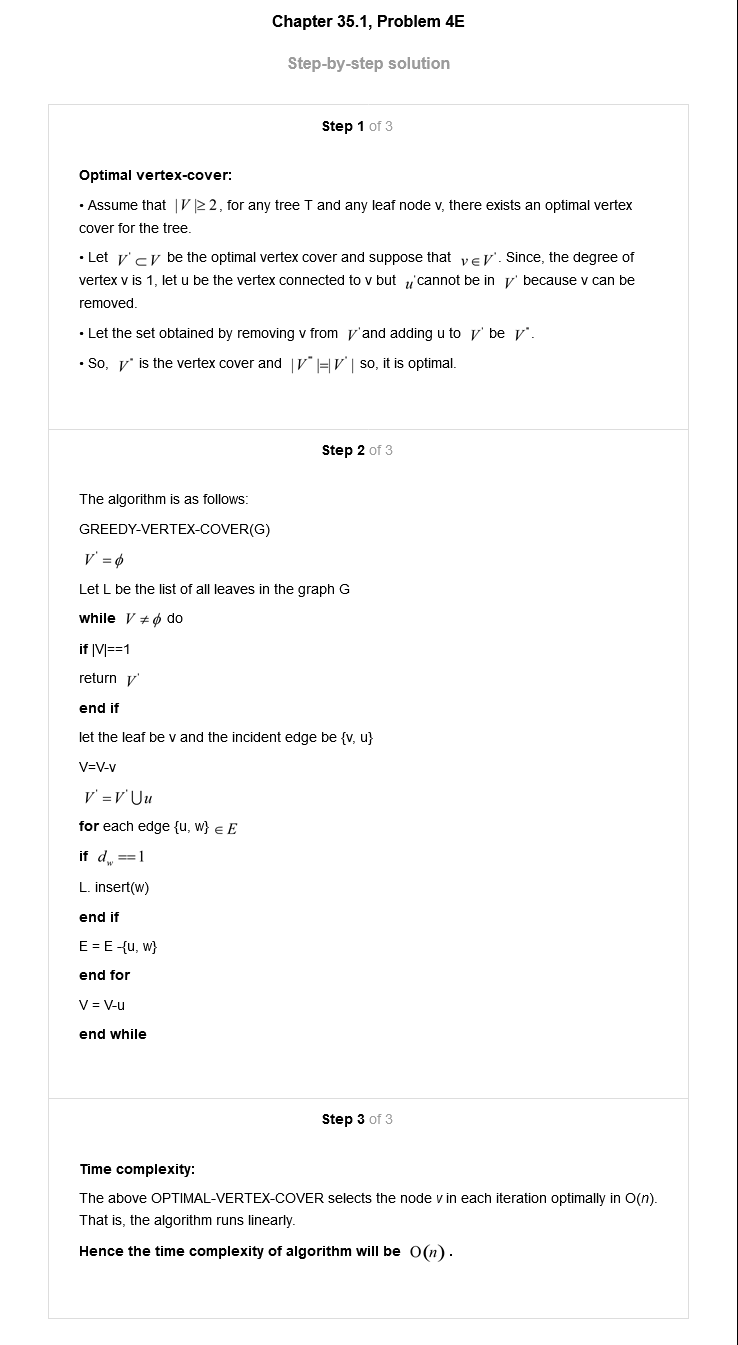 Chapter 35.1, Problem 4E
Step-by-step solution
Step 1 of 3
Optimal vertex-cover:
• Assume that |V|≥2, for any tree T and any leaf node v, there exists an optimal vertex
cover for the tree.
• Let V' ⊂ V be the optimal vertex cover and suppose that v∈V'. Since, the degree of
vertex v is 1, let u be the vertex connected to v but u'cannot be in V' because v can be
removed.
• Let the set obtained by removing v from V'and adding u to V' be V".
• So, V" is the vertex cover and |V"|=|V'| so, it is optimal.
Step 2 of 3
The algorithm is as follows:
GREEDY-VERTEX-COVER(G)
V' = ϕ
Let L be the list of all leaves in the graph G
while V ≠ ϕ do
if |V|==1
return V'
end if
let the leaf be v and the incident edge be {v, u}
V=V-v
V' = V' ⋃ u
for each edge {u, w} ∈ E
if d_w ==1
L. insert(w)
end if
E = E -{u, w}
end for
V = V-u
end while
Step 3 of 3
Time complexity:
The above OPTIMAL-VERTEX-COVER selects the node v in each iteration optimally in O(n).
That is, the algorithm runs linearly.
Hence the time complexity of algorithm will be O(n).